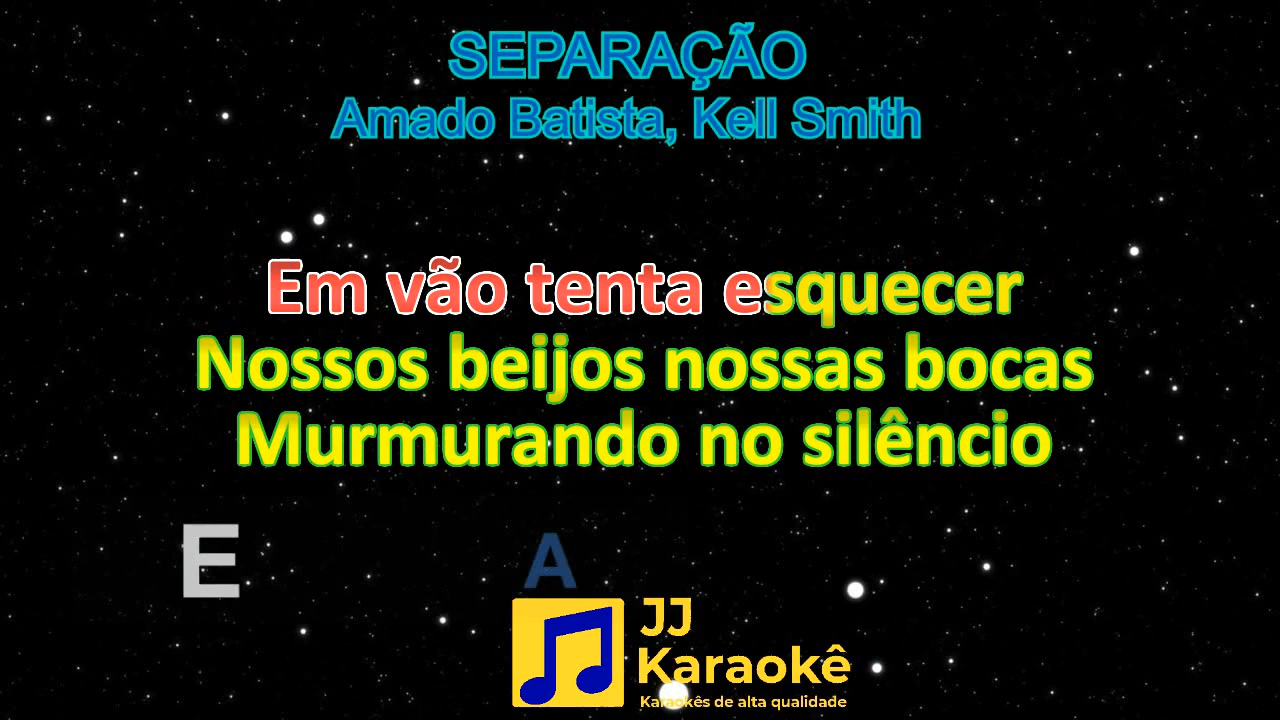 SEPARAÇÃO
Amado Batista, Kell Smith
Em vão tenta esquecer
Nossos beijos nossas bocas
Murmurando no silêncio
E A
JJ
Karaokê
Karaokês de alta qualidade